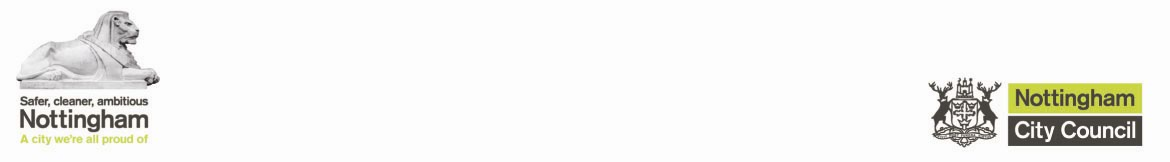 Safer, cleaner, ambitious
Nottingham
A city we're all proud of
Nottingham
City Council